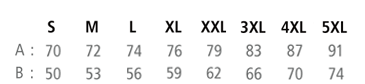 S M L XL XXL 3XL 4XL 5XL
A : 70 72 74 76 79 83 87 91
B : 50 53 56 59 62 66 70 74